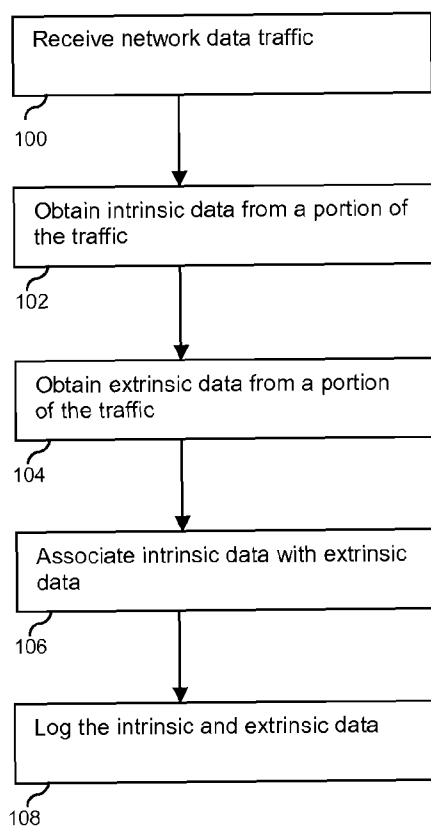 Receive network data traffic
100
Obtain intrinsic data from a portion of
the traffic
102
Obtain extrinsic data from a portion
of the traffic
104
Associate intrinsic data with extrinsic
data
106
Log the intrinsic and extrinsic data
108